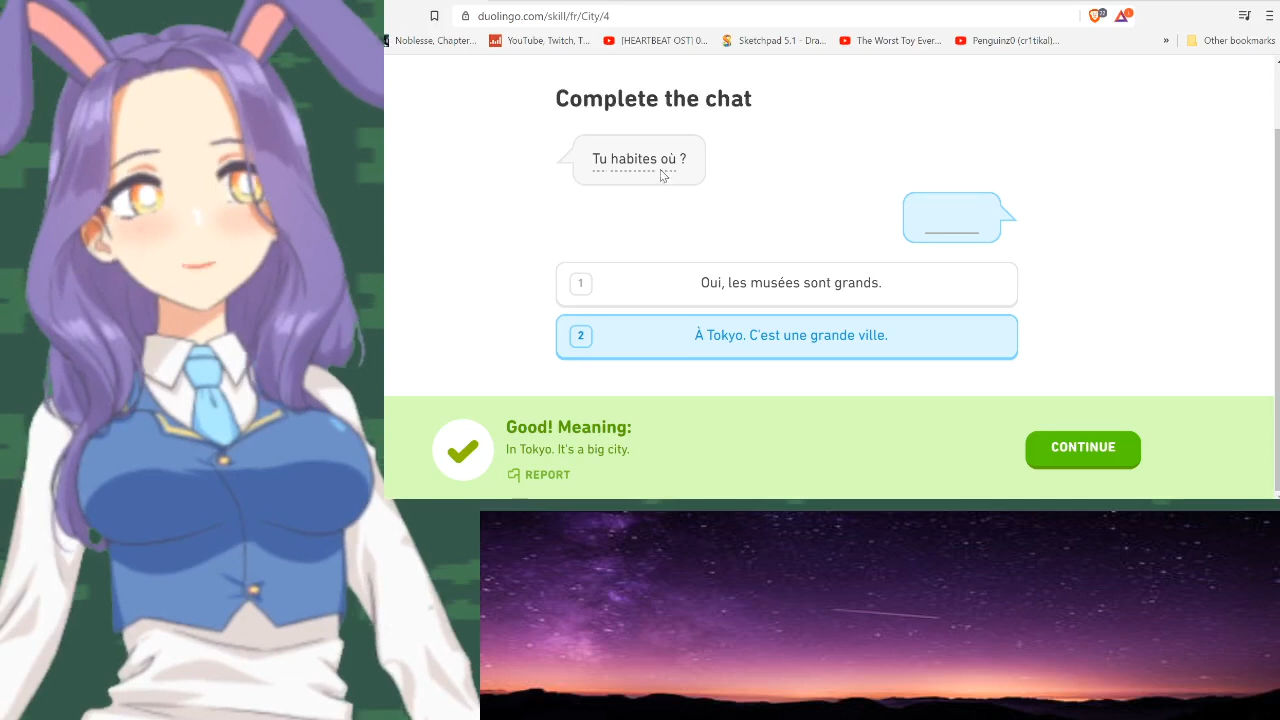 duolingo.com/skill/fr/City/4
Noblesse, Chapter... YouTube, Twitch, T... [HEARTBEAT OST] 0... Sketchpad 5.1 - Dra... The Worst Toy Ever... Penguinz0 (cr1tikal)... » Other bookmarks
Complete the chat
Tu habites où ?
1 Oui, les musées sont grands.
2 À Tokyo. C'est une grande ville.
Good! Meaning:
In Tokyo. It's a big city.
REPORT
CONTINUE